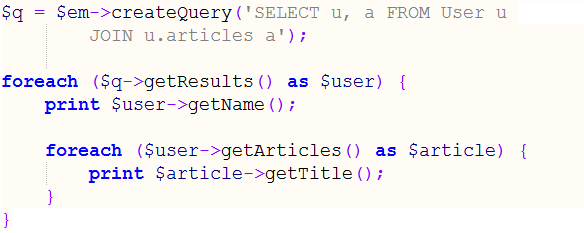 $q = $em->createQuery('SELECT u, a FROM User u
JOIN u.articles a');
foreach ($q->getResults() as $user) {
print $user->getName();
foreach ($user->getArticles() as $article) {
print $article->getTitle();
}
}